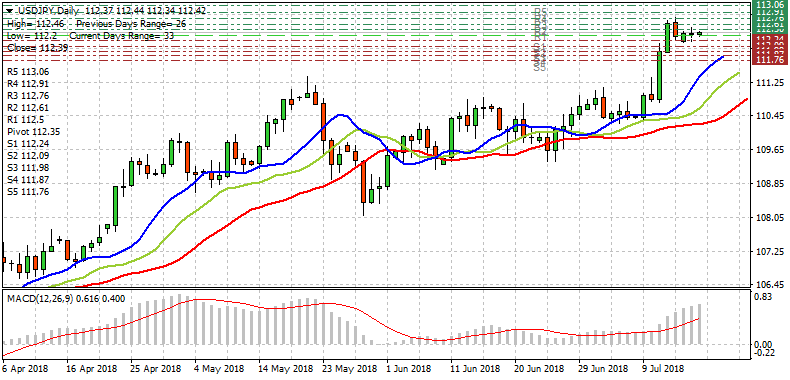 USDJPY,Daily 112.37 112.44 112.34 112.42
High= 112.46 Previous Days Range= 26
Low= 112.2 Current Days Range= 33
Close= 112.39
R5 113.06
R4 112.91
R3 112.76
R2 112.61
R1 112.5
Pivot 112.35
S1 112.24
S2 112.09
S3 111.98
S4 111.87
S5 111.76
113.06
112.91
112.76
112.24
111.76
111.25
110.45
109.65
108.85
108.05
107.25
106.45
MACD(12,26,9) 0.616 0.400
0.83
0.00
-0.22
6 Apr 2018 16 Apr 2018 25 Apr 2018 4 May 2018 14 May 2018 23 May 2018 1 Jun 2018 11 Jun 2018 20 Jun 2018 29 Jun 2018 9 Jul 2018